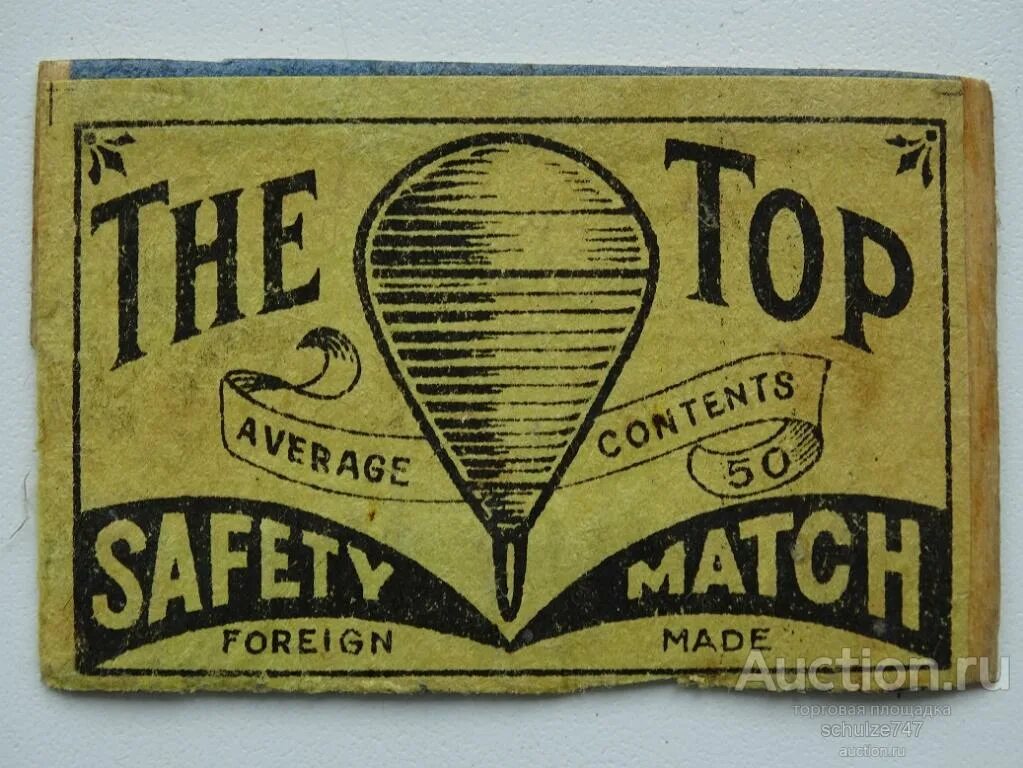 THE TOP
AVERAGE CONTENTS
50
SAFETY MATCH
FOREIGN MADE
Auction.ru
торговая площадка
schulze747
auction.ru